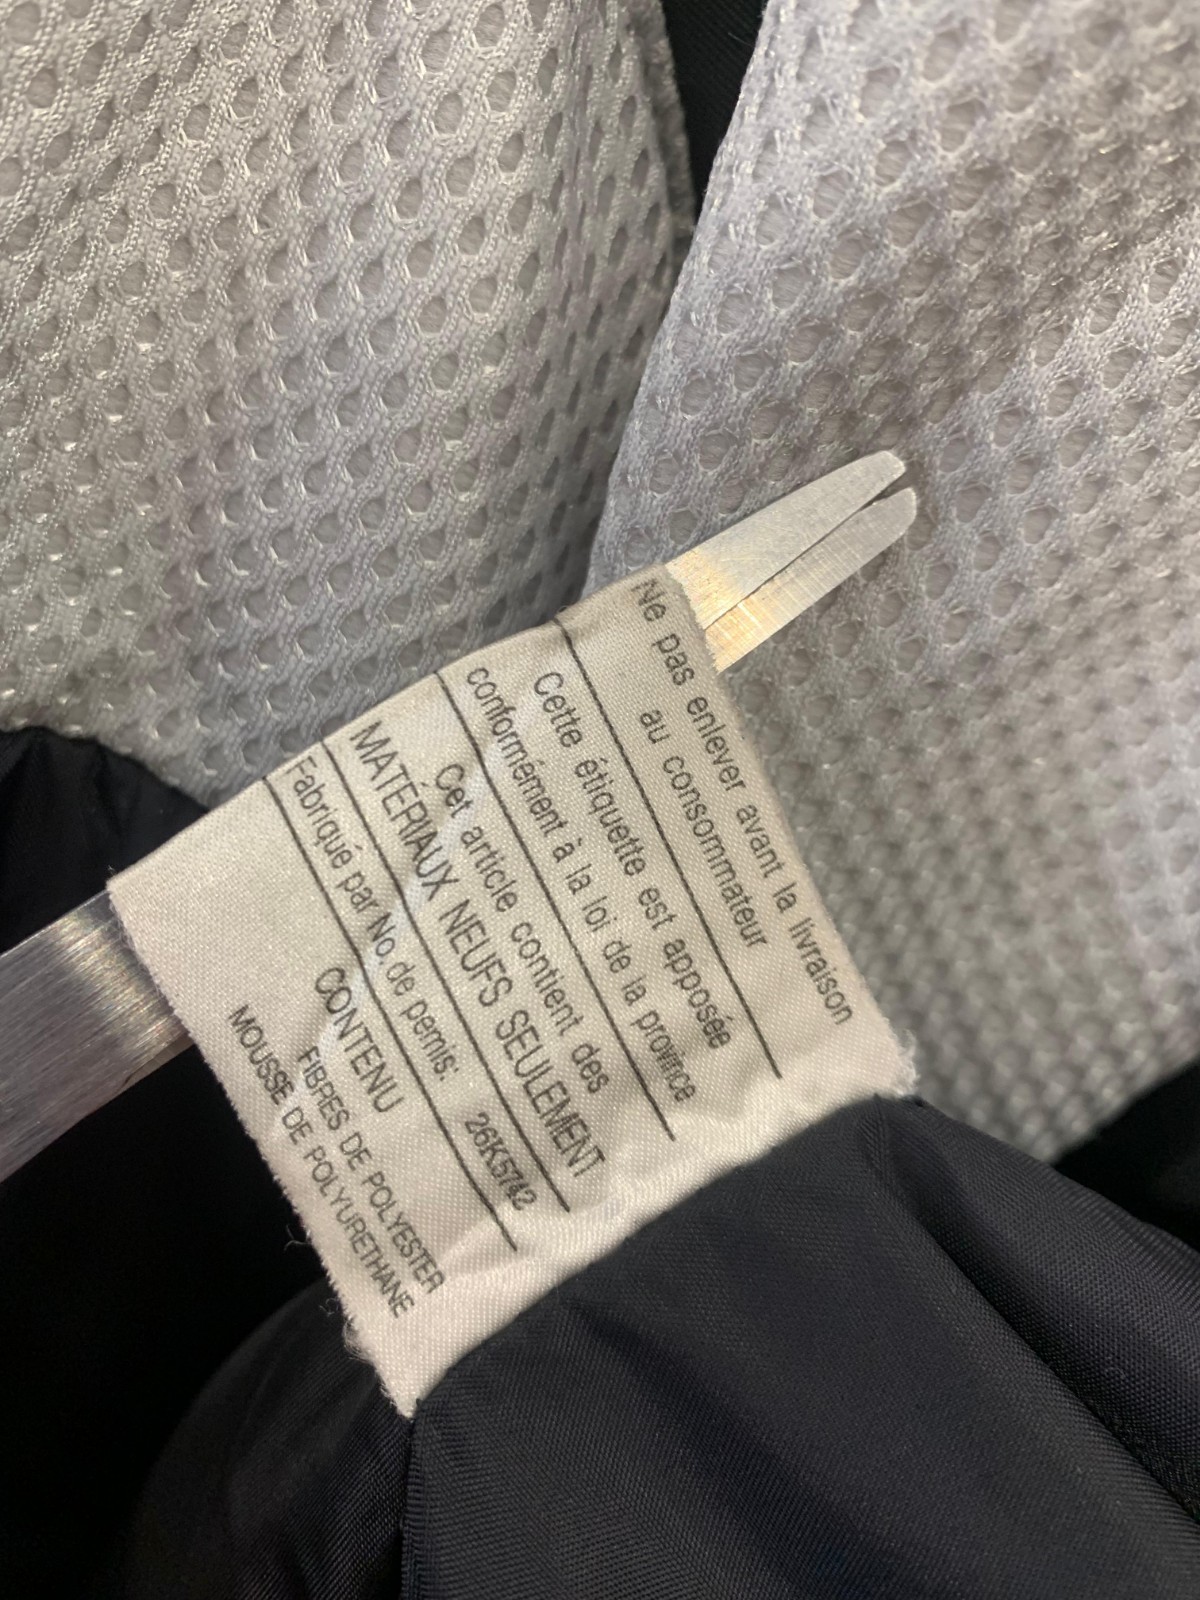 Ne pas enlever avant la livraison
au consommateur
Cette étiquette est apposée
conformément à la loi de la province
Cet article contient des
MATÉRIAUX NEUFS SEULEMENT
Fabriqué par No.de permis: 26K5742
CONTENU
FIBRES DE POLYESTER
MOUSSE DE POLYURETHANE